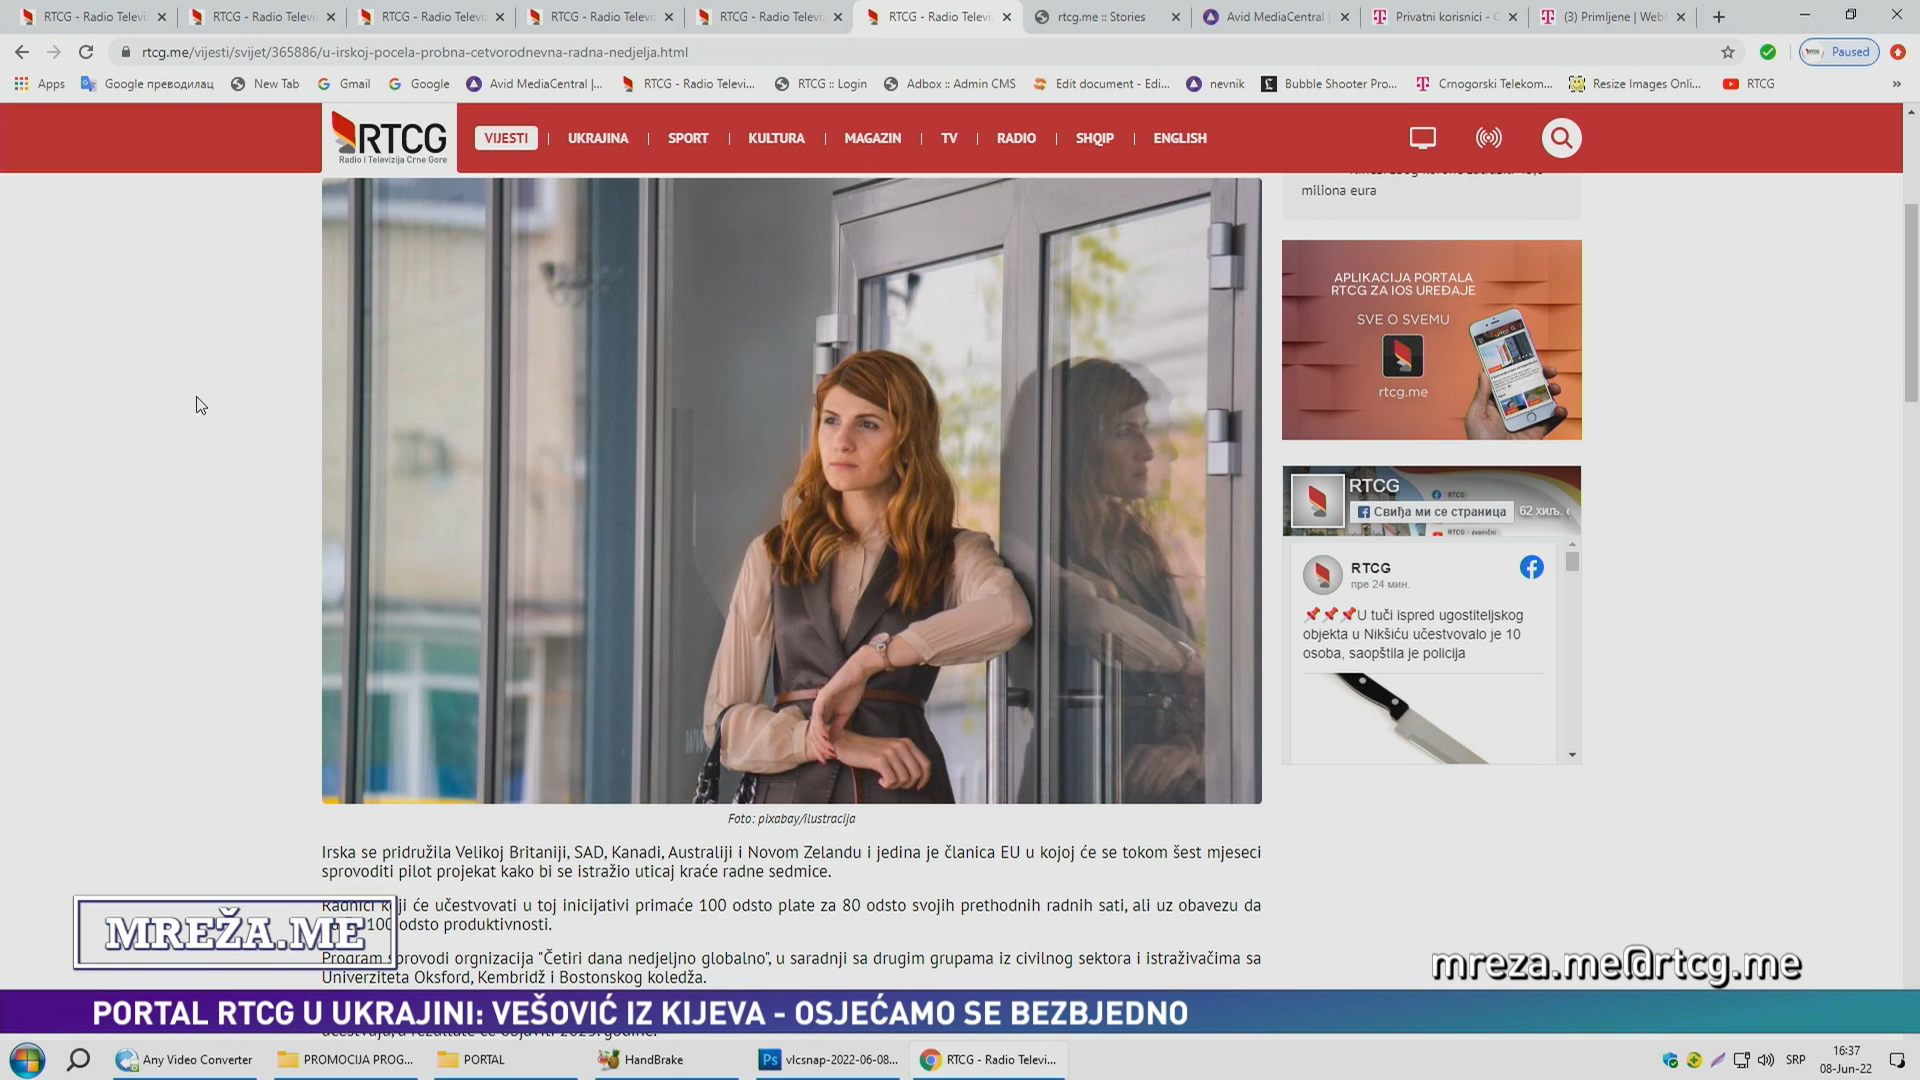 RTCG - Radio Televi
RTCG - Radio Televi
RTCG - Radio Televi
RTCG - Radio Televi
RTCG - Radio Televi
RTCG - Radio Televi
rtcg.me :: Stories
Avid MediaCentral |
Privatni korisnici - C
(3) Primljene | Web
rtcg.me/vijesti/svijet/365886/u-irskoj-pocela-probna-cetvorodnevna-radna-nedjelja.html
Paused
Apps
Google преводилац
New Tab
Gmail
Google
Avid MediaCentral |...
RTCG - Radio Televi...
RTCG :: Login
Adbox :: Admin CMS
Edit document - Edi...
nevnik
Bubble Shooter Pro...
Crnogorski Telekom...
Resize Images Onli...
RTCG
»
RTCG
Radio i Televizija Crne Gore
VIJESTI | UKRAJINA | SPORT | KULTURA | MAGAZIN | TV | RADIO | SHQIP | ENGLISH
miliona eura
APLIKACIJA PORTALA
RTCG ZA IOS UREĐAJE
SVE O SVEMU
rtcg.me
RTCG
RTCG
Свиђа ми се страница
62 хиљ.
RTCG - zvanični
RTCG
пре 24 мин.
📌📌📌U tuči ispred ugostiteljskog
objekta u Nikšiću učestvovalo je 10
osoba, saopštila je policija
Foto: pixabay/ilustracija
Irska se pridružila Velikoj Britaniji, SAD, Kanadi, Australiji i Novom Zelandu i jedina je članica EU u kojoj će se tokom šest mjeseci
sprovoditi pilot projekat kako bi se istražio uticaj kraće radne sedmice.
Radnici koji će učestvovati u toj inicijativi primaće 100 odsto plate za 80 odsto svojih prethodnih radnih sati, ali uz obavezu da
100 odsto produktivnosti.
Program sprovodi orgnizacija "Četiri dana nedjeljno globalno", u saradnji sa drugim grupama iz civilnog sektora i istraživačima sa
Univerziteta Oksford, Kembridž i Bostonskog koledža.
MREŽA.ME
mreza.me@rtcg.me
PORTAL RTCG U UKRAJINI: VEŠOVIĆ IZ KIJEVA - OSJEĆAMO SE BEZBJEDNO
Any Video Converter
PROMOCIJA PROG...
PORTAL
HandBrake
Ps
vlcsnap-2022-06-08...
RTCG - Radio Televi...
SRP
16:37
08-Jun-22